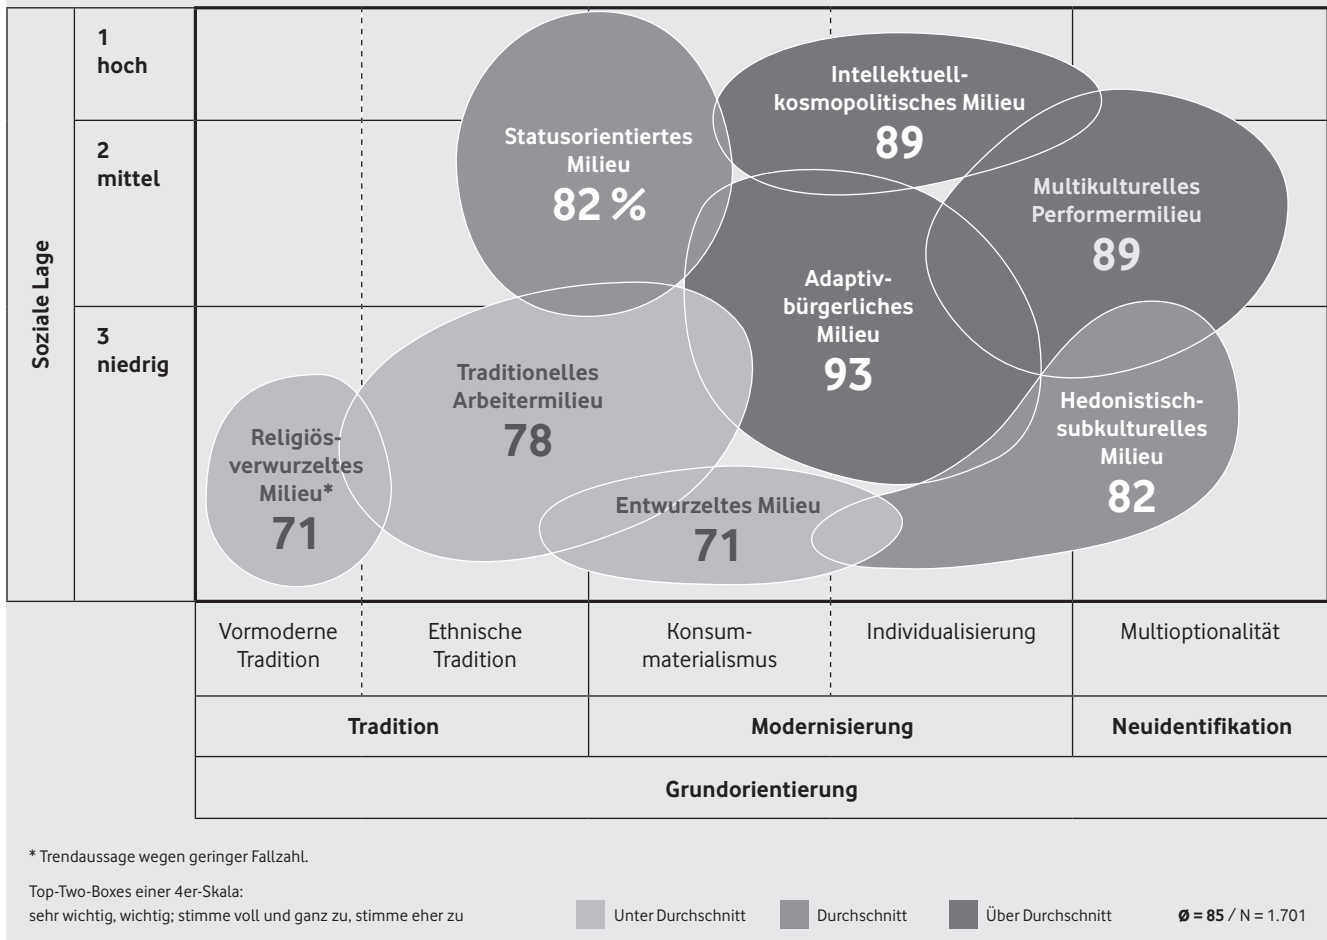 Soziale Lage
1
hoch
2
mittel
3
niedrig
Statusorientiertes
Milieu
82 %
Intellektuell-
kosmopolitisches Milieu
89
Multikulturelles
Performermilieu
89
Adaptiv-
bürgerliches
Milieu
93
Traditionelles
Arbeitermilieu
78
Religiös-
verwurzeltes
Milieu*
71
Entwurzeltes Milieu
71
Hedonistisch-
subkulturelles
Milieu
82
Vormoderne
Tradition
Ethnische
Tradition
Konsum-
materialismus
Individualisierung
Multioptionalität
Tradition
Modernisierung
Neuidentifikation
Grundorientierung
* Trendaussage wegen geringer Fallzahl.
Top-Two-Boxes einer 4er-Skala:
sehr wichtig, wichtig; stimme voll und ganz zu, stimme eher zu
Unter Durchschnitt
Durchschnitt
Über Durchschnitt
Ø = 85 / N = 1.701